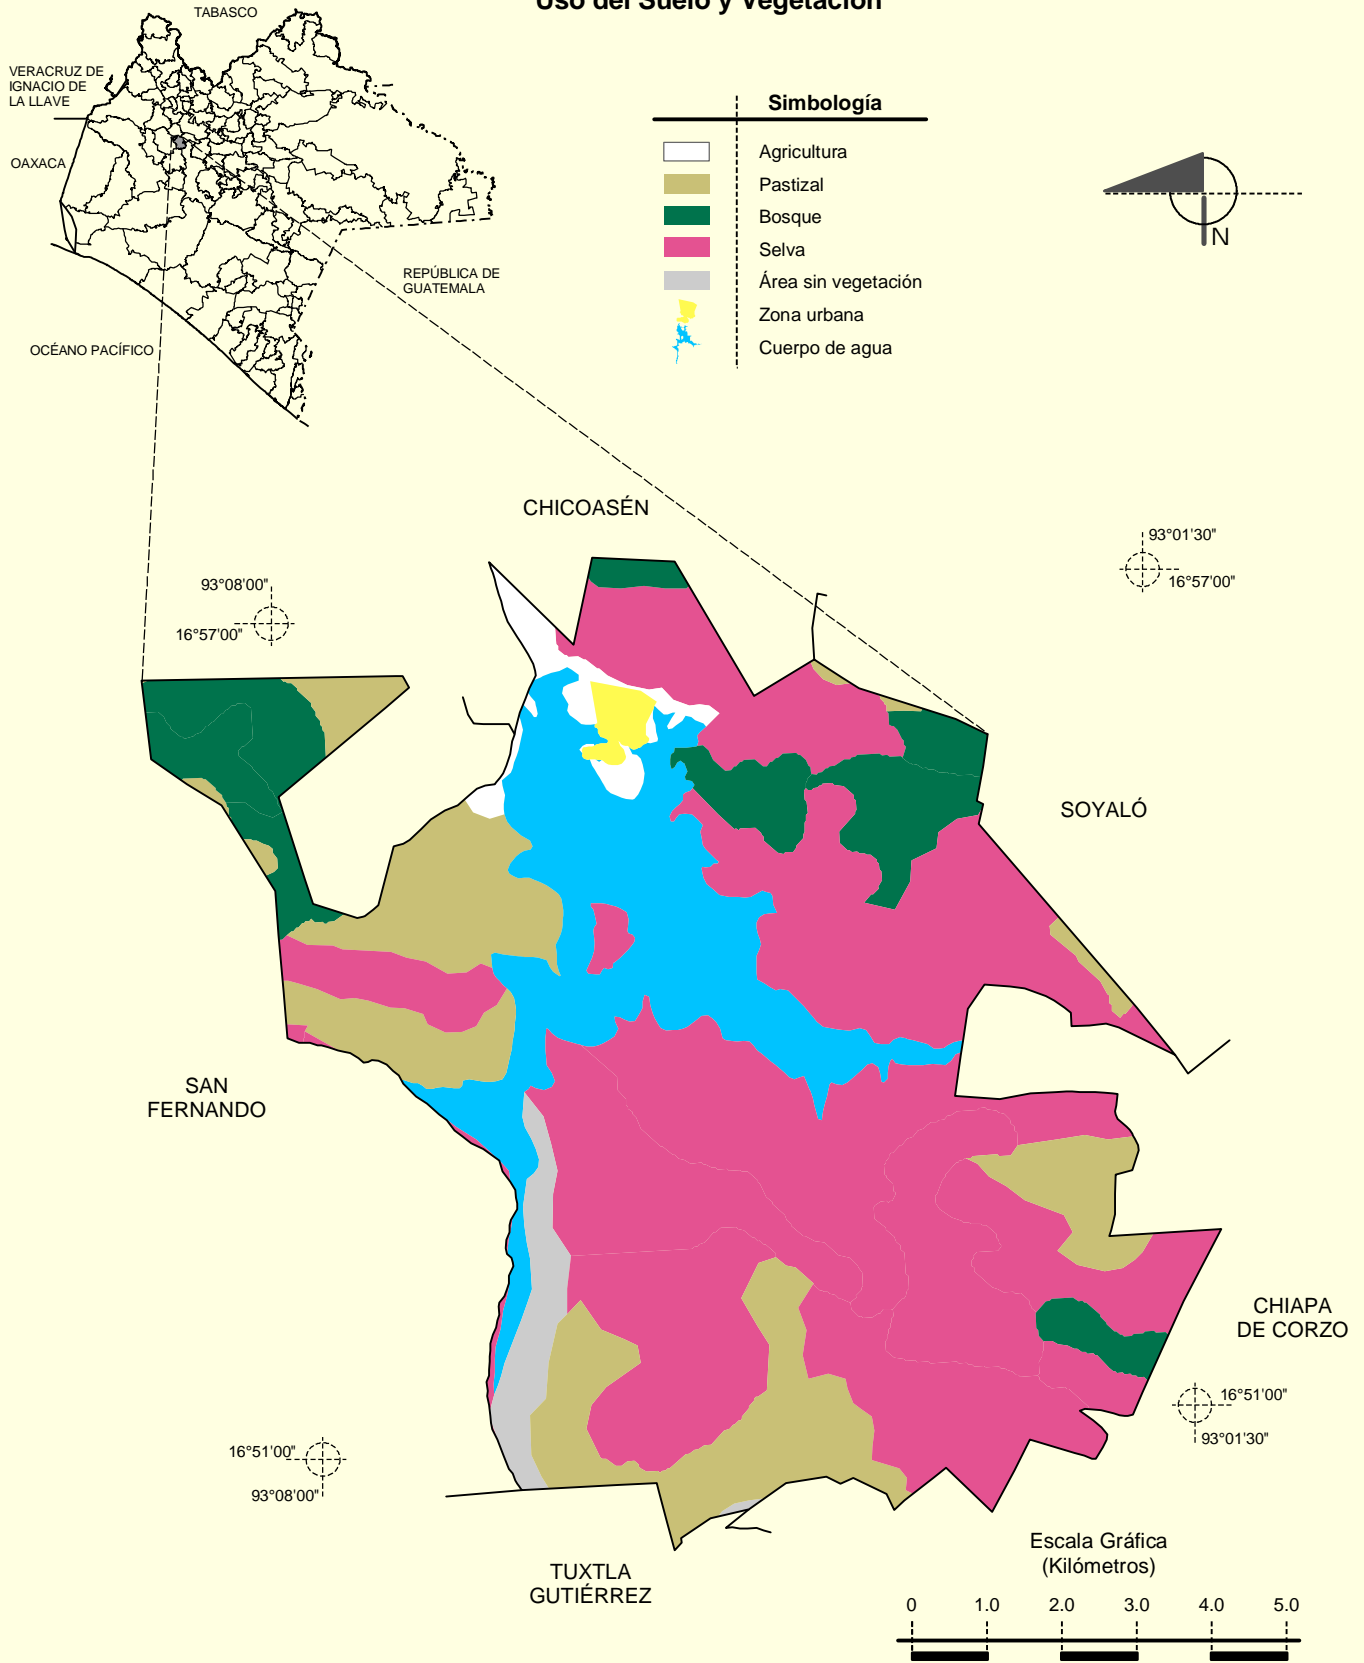 Uso del Suelo y Vegetación
TABASCO
VERACRUZ DE
IGNACIO DE
LA LLAVE
OAXACA
REPÚBLICA DE
GUATEMALA
OCÉANO PACÍFICO
Simbología
Agricultura
Pastizal
Bosque
Selva
Área sin vegetación
Zona urbana
Cuerpo de agua
N
CHICOASÉN
93°01'30"
16°57'00"
93°08'00"
16°57'00"
SOYALÓ
SAN
FERNANDO
CHIAPA
DE CORZO
16°51'00"
93°01'30"
16°51'00"
93°08'00"
TUXTLA
GUTIÉRREZ
Escala Gráfica
(Kilómetros)
0 1.0 2.0 3.0 4.0 5.0